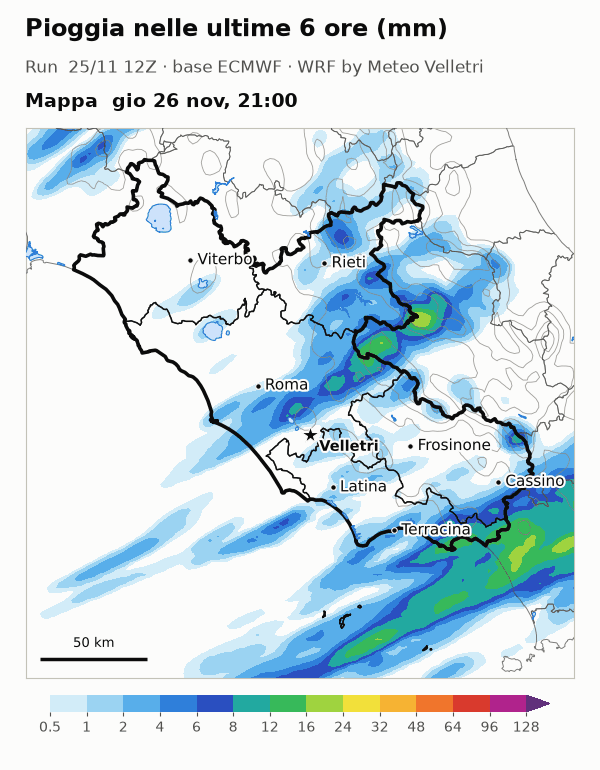 Pioggia nelle ultime 6 ore (mm)
Run  25/11 12Z · base ECMWF · WRF by Meteo Velletri
Mappa  gio 26 nov, 21:00
Viterbo
Rieti
Roma
Velletri
Frosinone
Latina
Cassino
Terracina
50 km
0.5 1 2 4 6 8 12 16 24 32 48 64 96 128